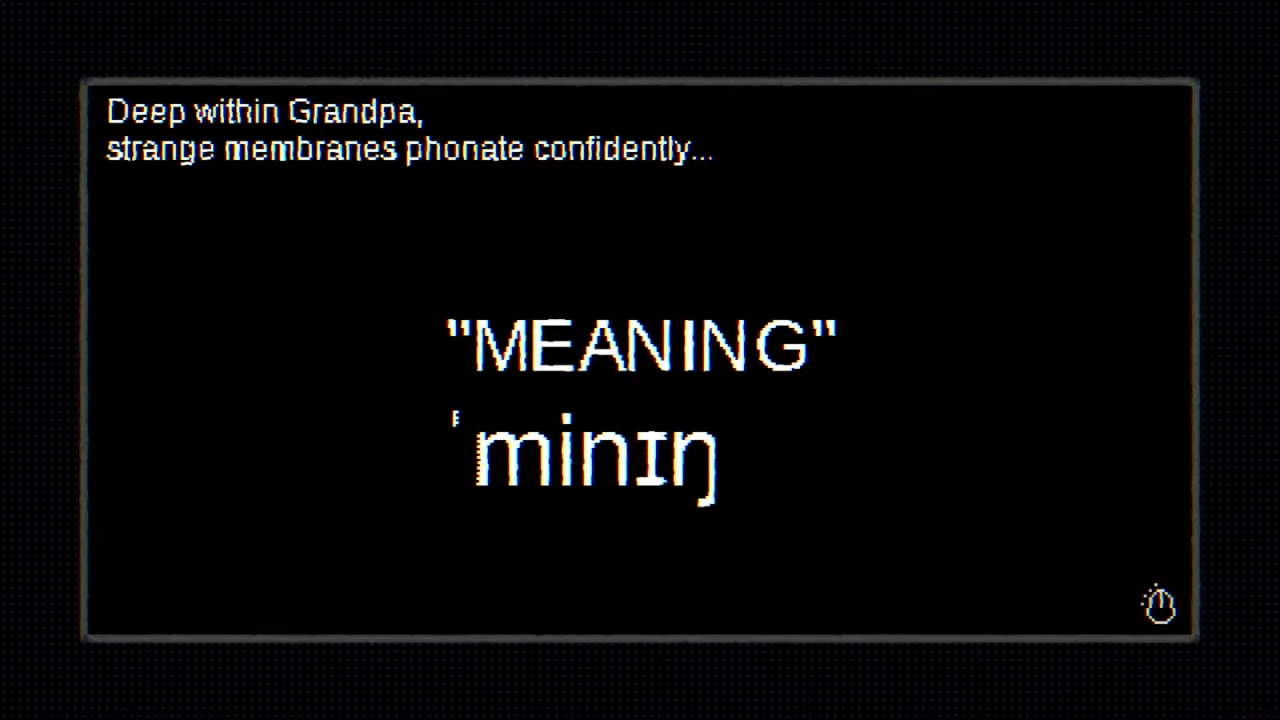 Deep within Grandpa,
strange membranes phonate confidently...
"MEANING"
ˈminɪŋ